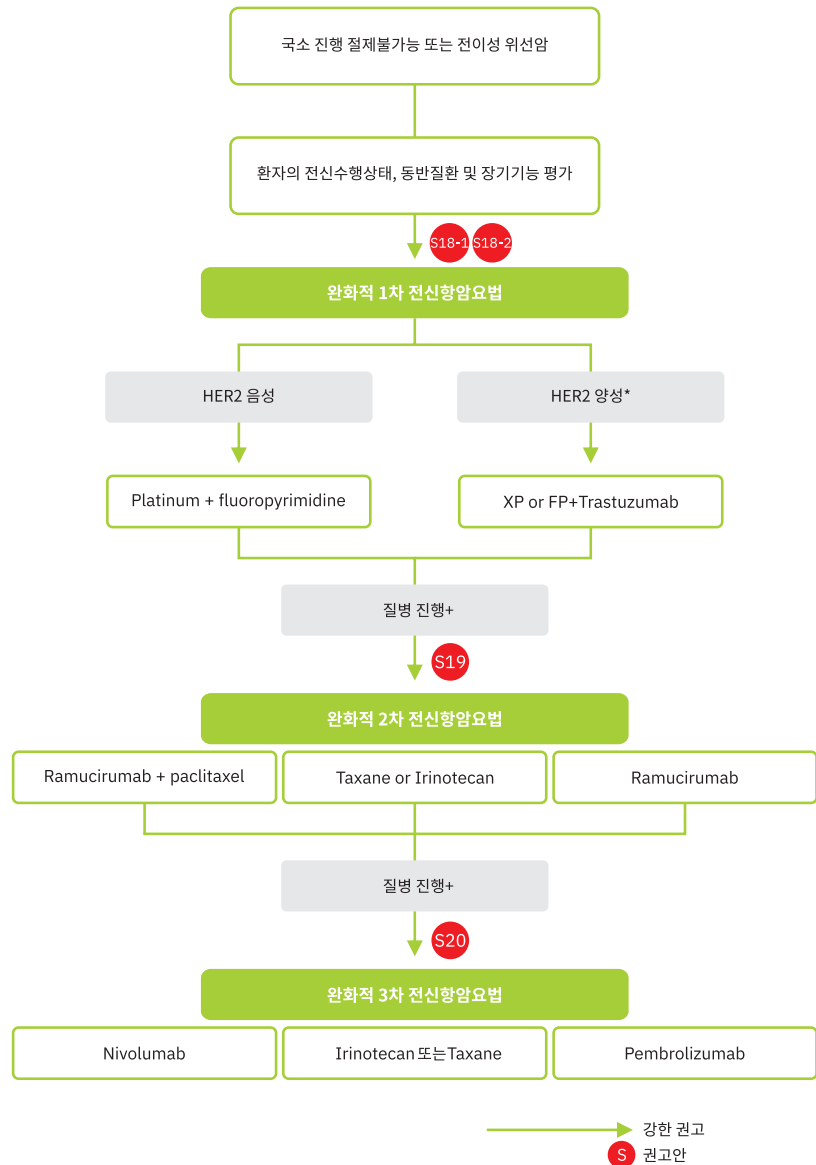 국소 진행 절제불가능 또는 전이성 위선암
환자의 전신수행상태, 동반질환 및 장기기능 평가
S18-1 S18-2
완화적 1차 전신항암요법
HER2 음성
HER2 양성*
Platinum + fluoropyrimidine
XP or FP+Trastuzumab
질병 진행+
S19
완화적 2차 전신항암요법
Ramucirumab + paclitaxel
Taxane or Irinotecan
Ramucirumab
질병 진행+
S20
완화적 3차 전신항암요법
Nivolumab
Irinotecan 또는Taxane
Pembrolizumab
강한 권고
S 권고안